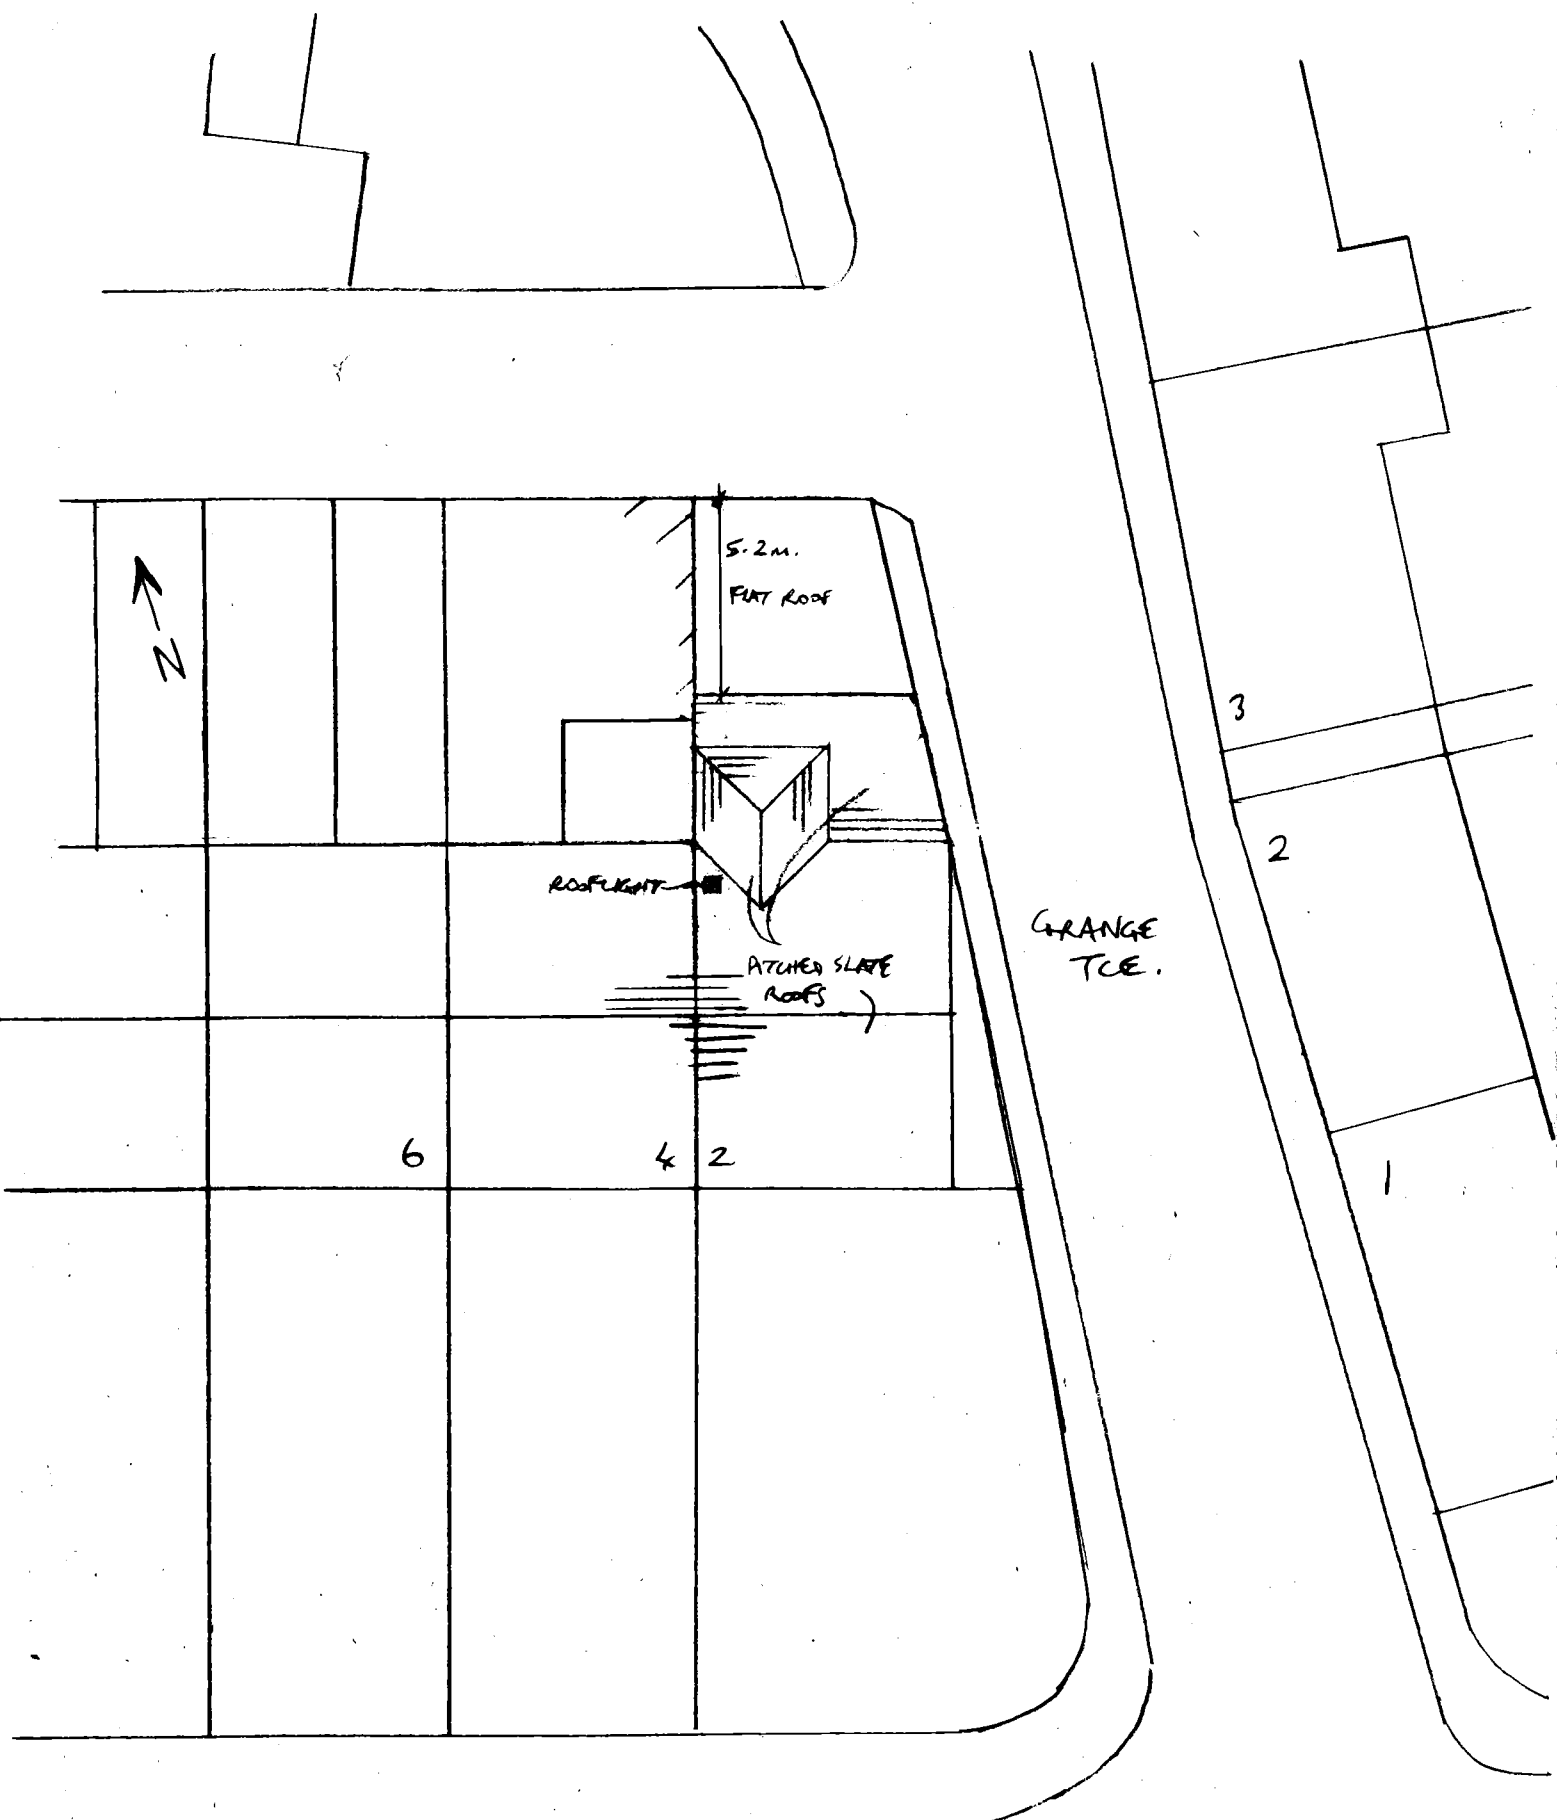 5.2M.
FLAT ROOF
N
3
2
ROOFLIGHT
GRANGE
TCE.
PITCHED SLATE
ROOFS
6
4
2
1